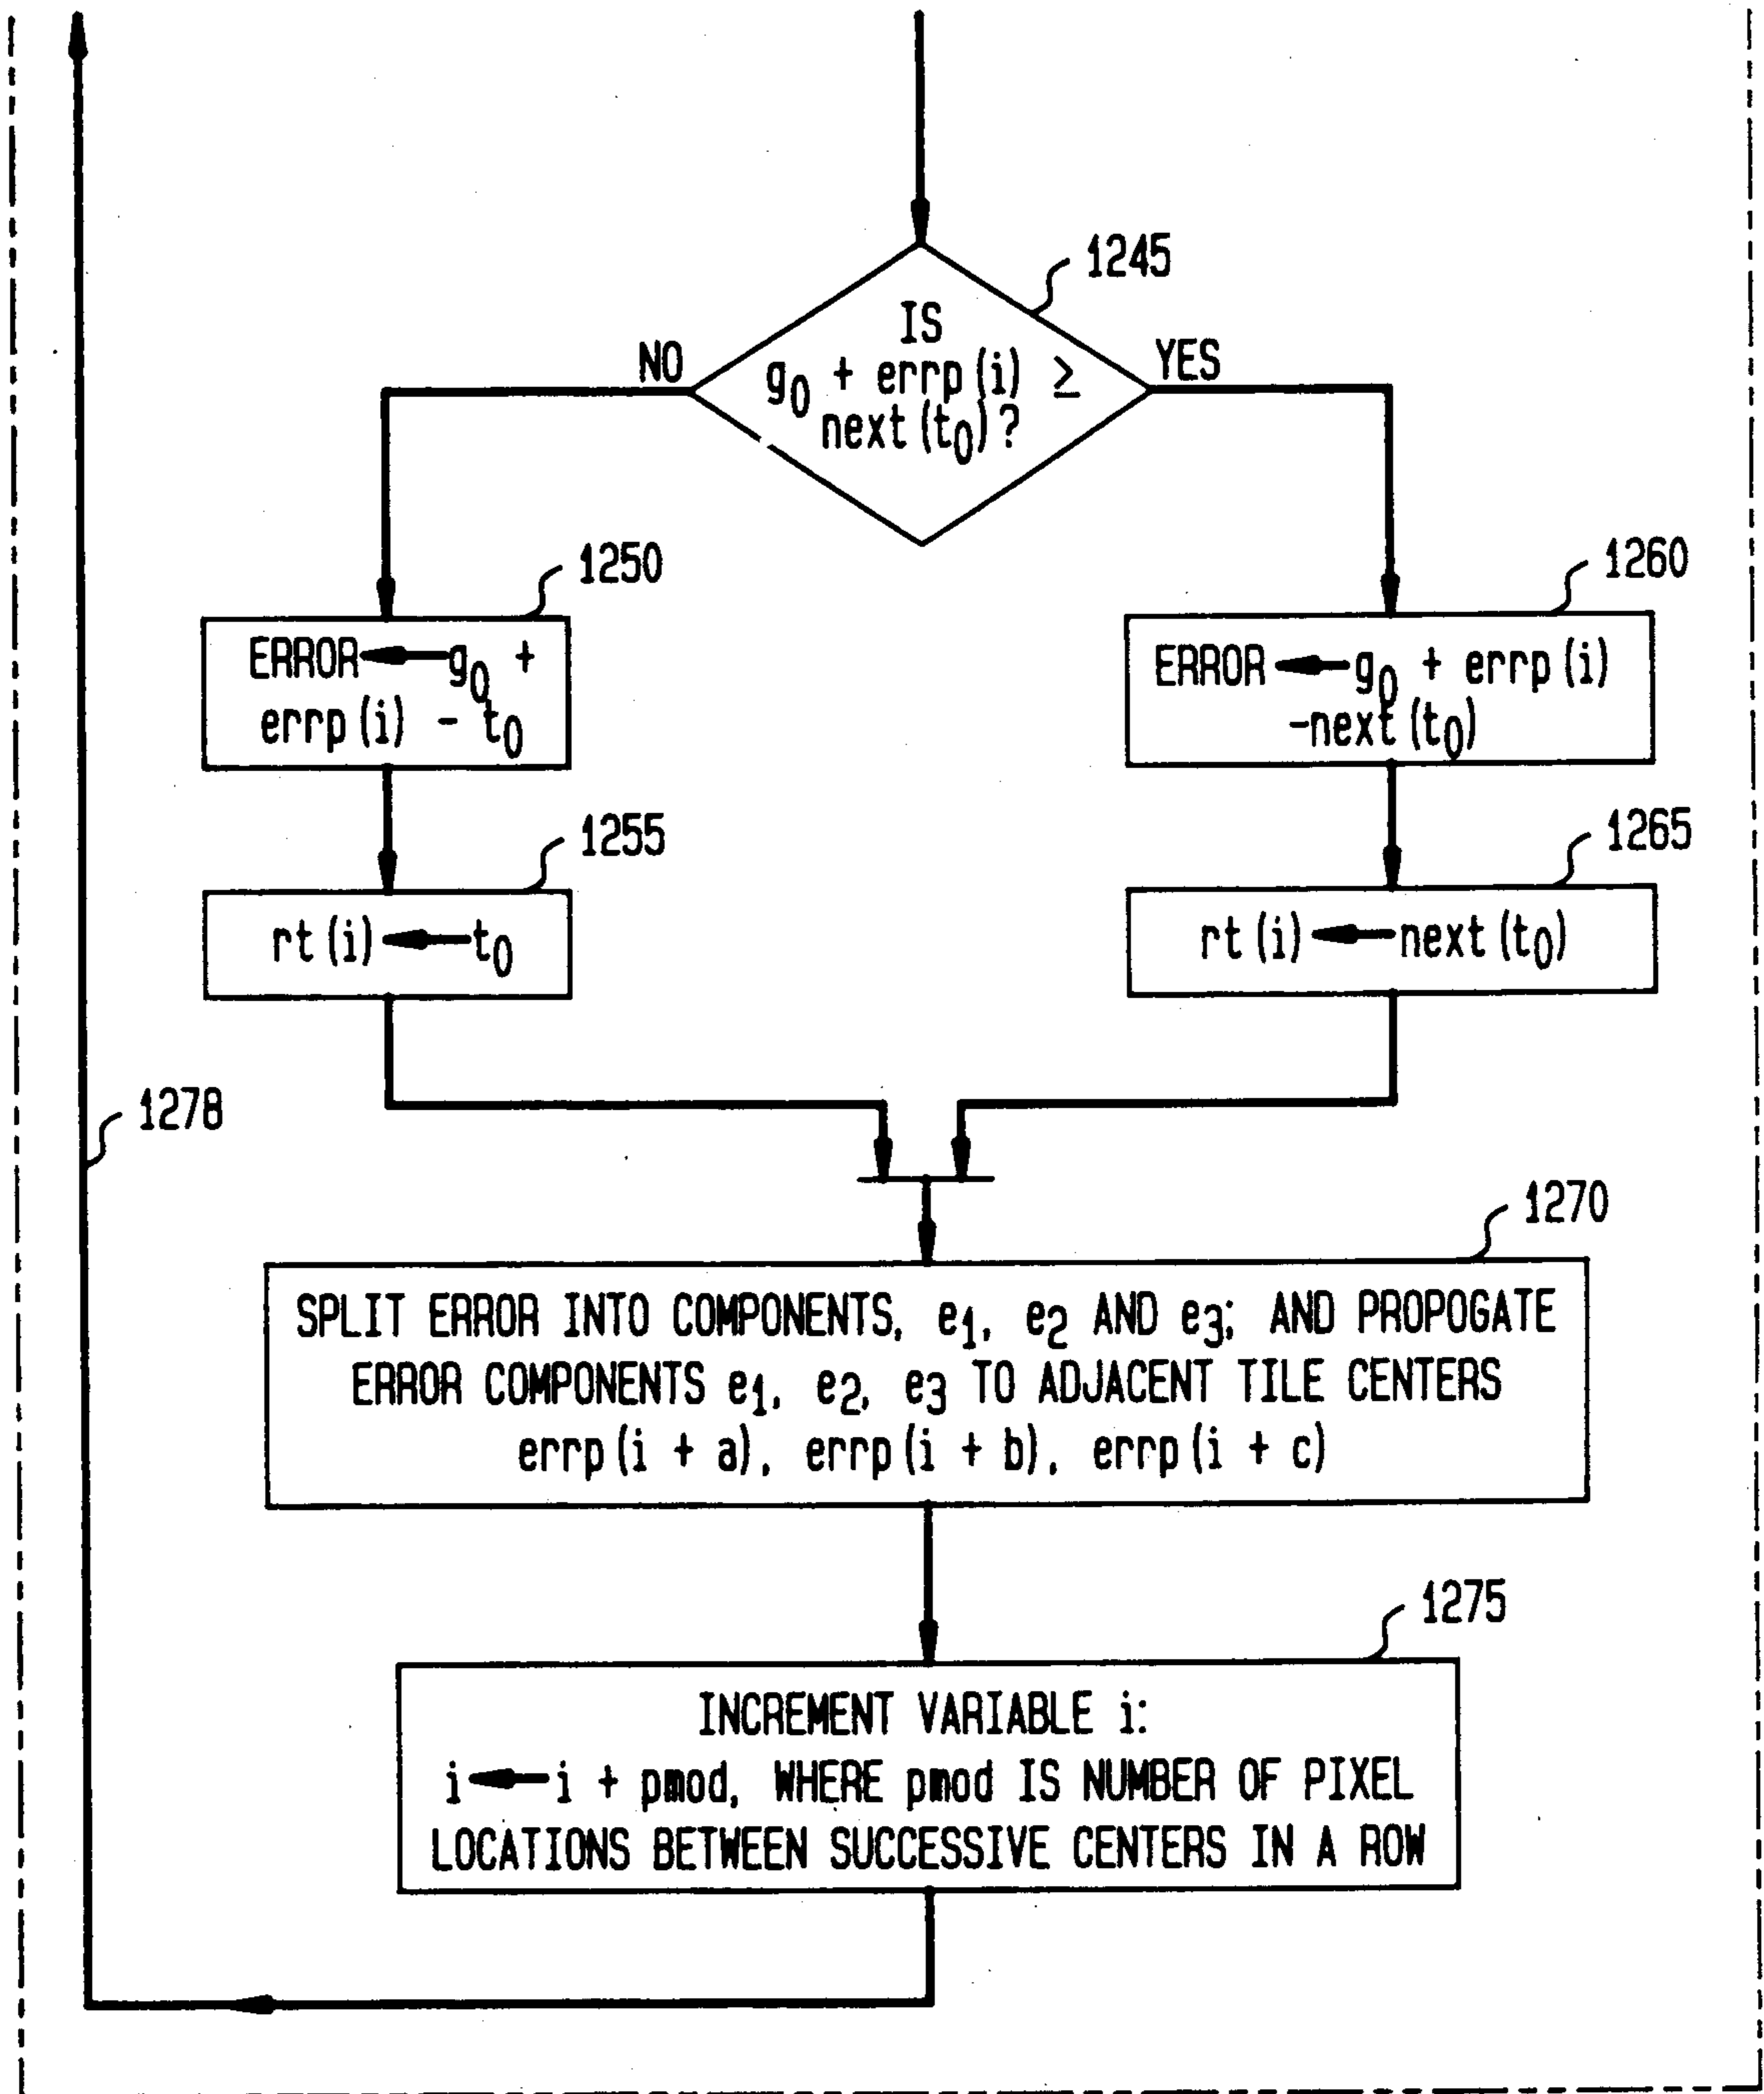 1245
IS
g0 + errp(i) ≥
next(t0)?
NO
YES
1250
ERROR←g0 +
errp(i) - t0
1260
ERROR←g0 + errp(i)
-next(t0)
1255
rt(i)←t0
1265
rt(i)←next(t0)
1278
1270
SPLIT ERROR INTO COMPONENTS, e1, e2 AND e3; AND PROPOGATE
ERROR COMPONENTS e1, e2, e3 TO ADJACENT TILE CENTERS
errp(i + a), errp(i + b), errp(i + c)
1275
INCREMENT VARIABLE i:
i←i + pmod, WHERE pmod IS NUMBER OF PIXEL
LOCATIONS BETWEEN SUCCESSIVE CENTERS IN A ROW